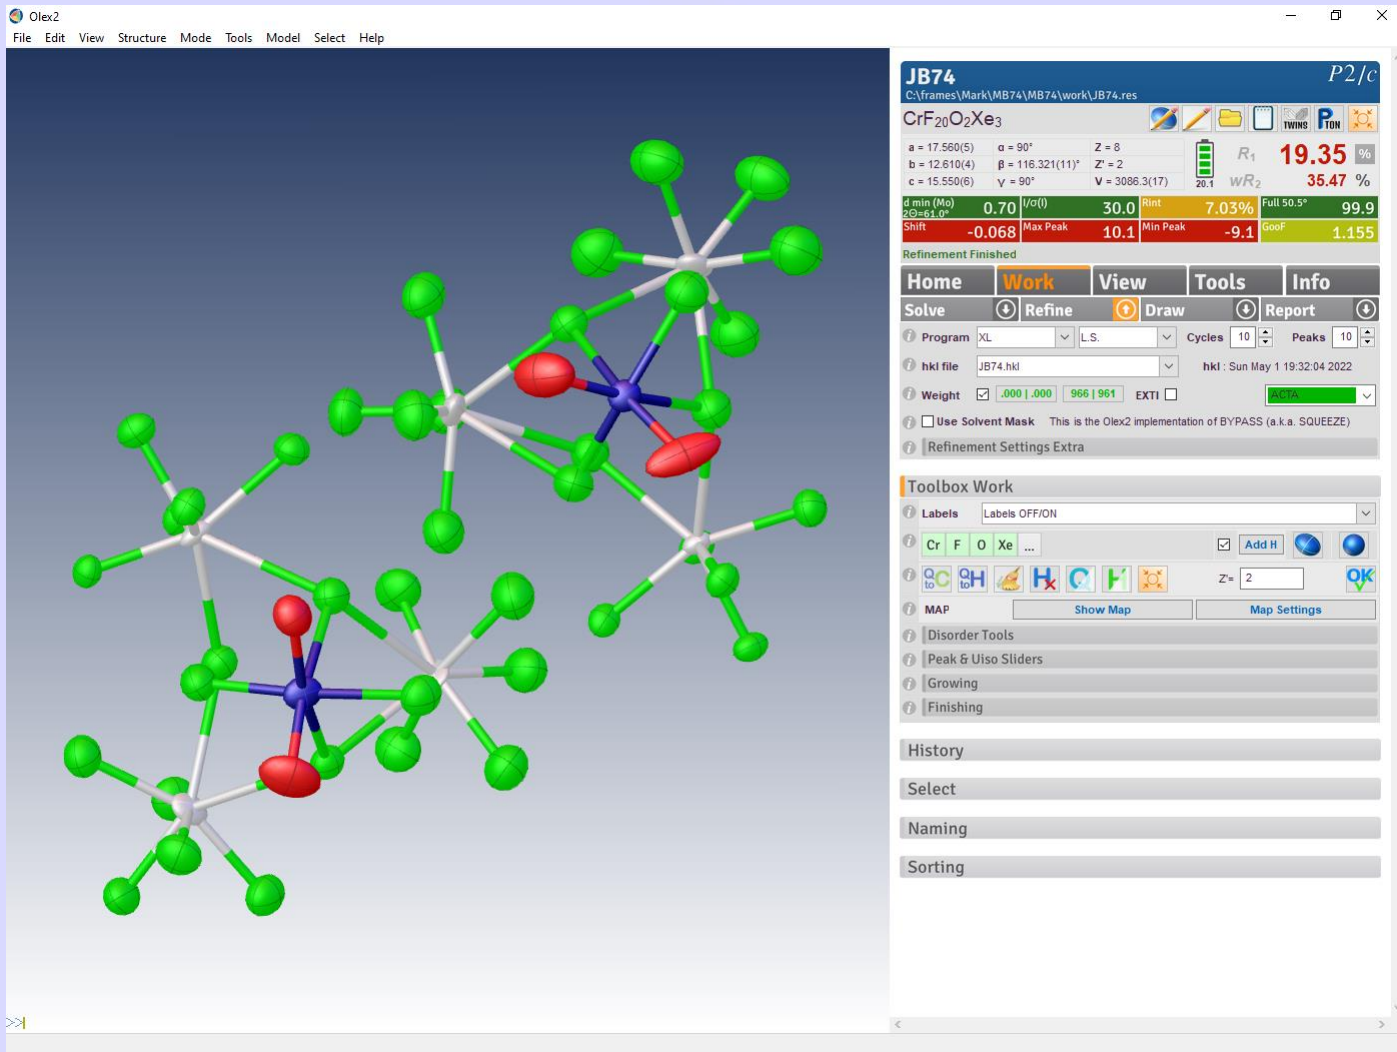 Olex2
File Edit View Structure Mode Tools Model Select Help
JB74 P2/c
C:\frames\Mark\MB74\MB74\work\JB74.res
CrF20O2Xe3 TWINS PTON
a = 17.560(5) α = 90° Z = 8
b = 12.610(4) β = 116.321(11)° Z' = 2
c = 15.550(6) γ = 90° V = 3086.3(17)
20.1
R1 19.35 %
wR2 35.47 %
d min (Mo) 2Θ=61.0° 0.70 I/σ(I) 30.0 Rint 7.03% Full 50.5° 99.9
Shift -0.068 Max Peak 10.1 Min Peak -9.1 GooF 1.155
Refinement Finished
Home Work View Tools Info
Solve Refine Draw Report
Program XL L.S. Cycles 10 Peaks 10
hkl file JB74.hkl hkl : Sun May 1 19:32:04 2022
Weight .000 | .000 966 | 961 EXTI ACTA
Use Solvent Mask This is the Olex2 implementation of BYPASS (a.k.a. SQUEEZE)
Refinement Settings Extra
Toolbox Work
Labels Labels OFF/ON
Cr F O Xe ... Add H
Q to C Q to H Hx Z'= 2 OK
MAP Show Map Map Settings
Disorder Tools
Peak & Uiso Sliders
Growing
Finishing
History
Select
Naming
Sorting
>>